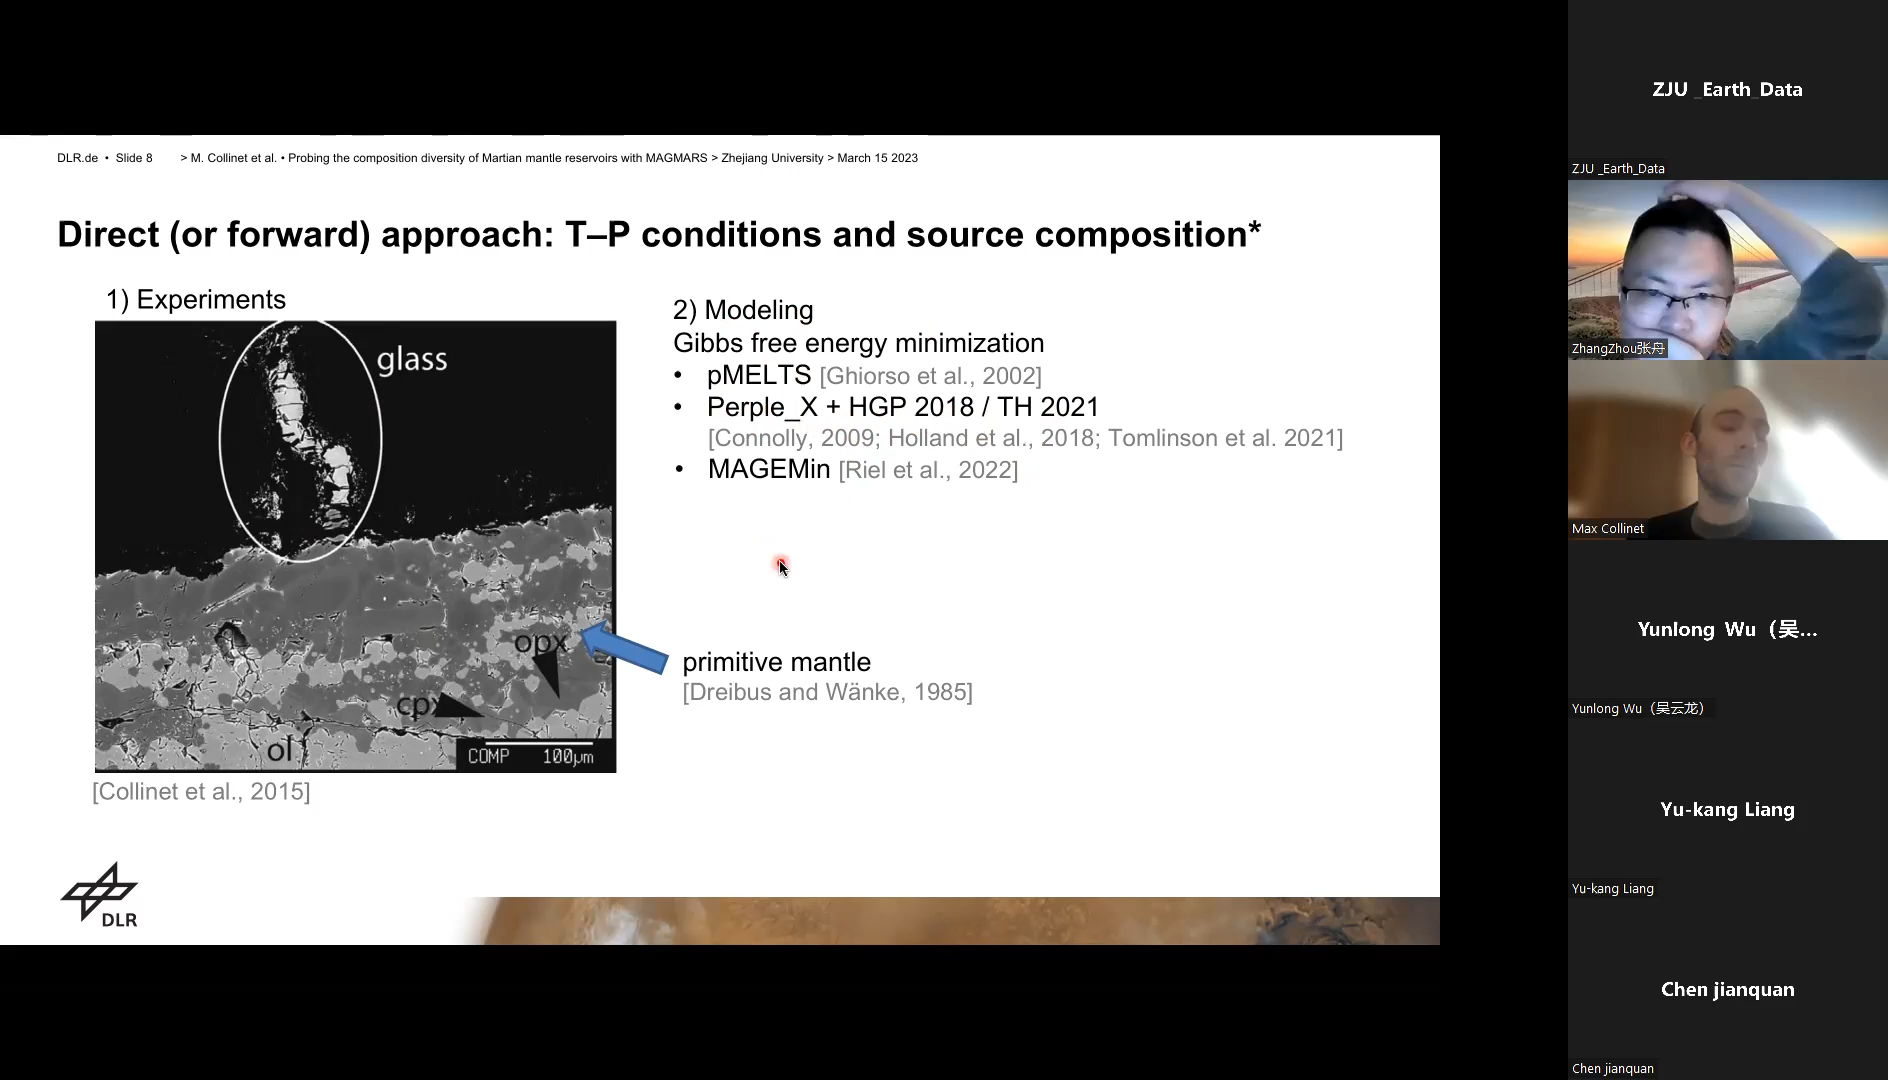 DLR.de • Slide 8 > M. Collinet et al. • Probing the composition diversity of Martian mantle reservoirs with MAGMARS > Zhejiang University > March 15 2023
Direct (or forward) approach: T–P conditions and source composition*
1) Experiments
glass
opx
cpx
ol
COMP 100µm
[Collinet et al., 2015]
2) Modeling
Gibbs free energy minimization
• pMELTS [Ghiorso et al., 2002]
• Perple_X + HGP 2018 / TH 2021
[Connolly, 2009; Holland et al., 2018; Tomlinson et al. 2021]
• MAGEMin [Riel et al., 2022]
primitive mantle
[Dreibus and Wänke, 1985]
DLR
ZJU _Earth_Data
ZJU _Earth_Data
ZhangZhou张舟
Max Collinet
Yunlong Wu（吴...
Yunlong Wu（吴云龙）
Yu-kang Liang
Yu-kang Liang
Chen jianquan
Chen jianquan